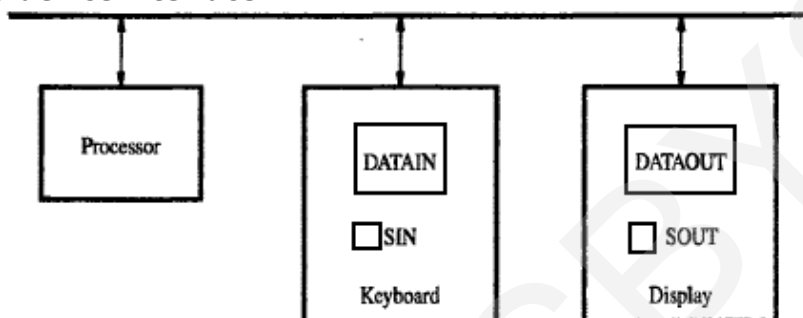 Processor
DATAIN
DATAOUT
SIN
SOUT
Keyboard
Display